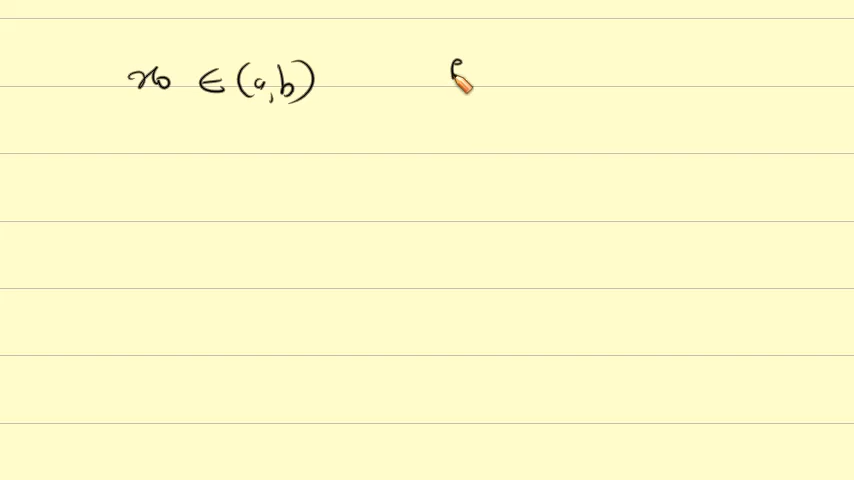 x₀ ∈ (a,b)